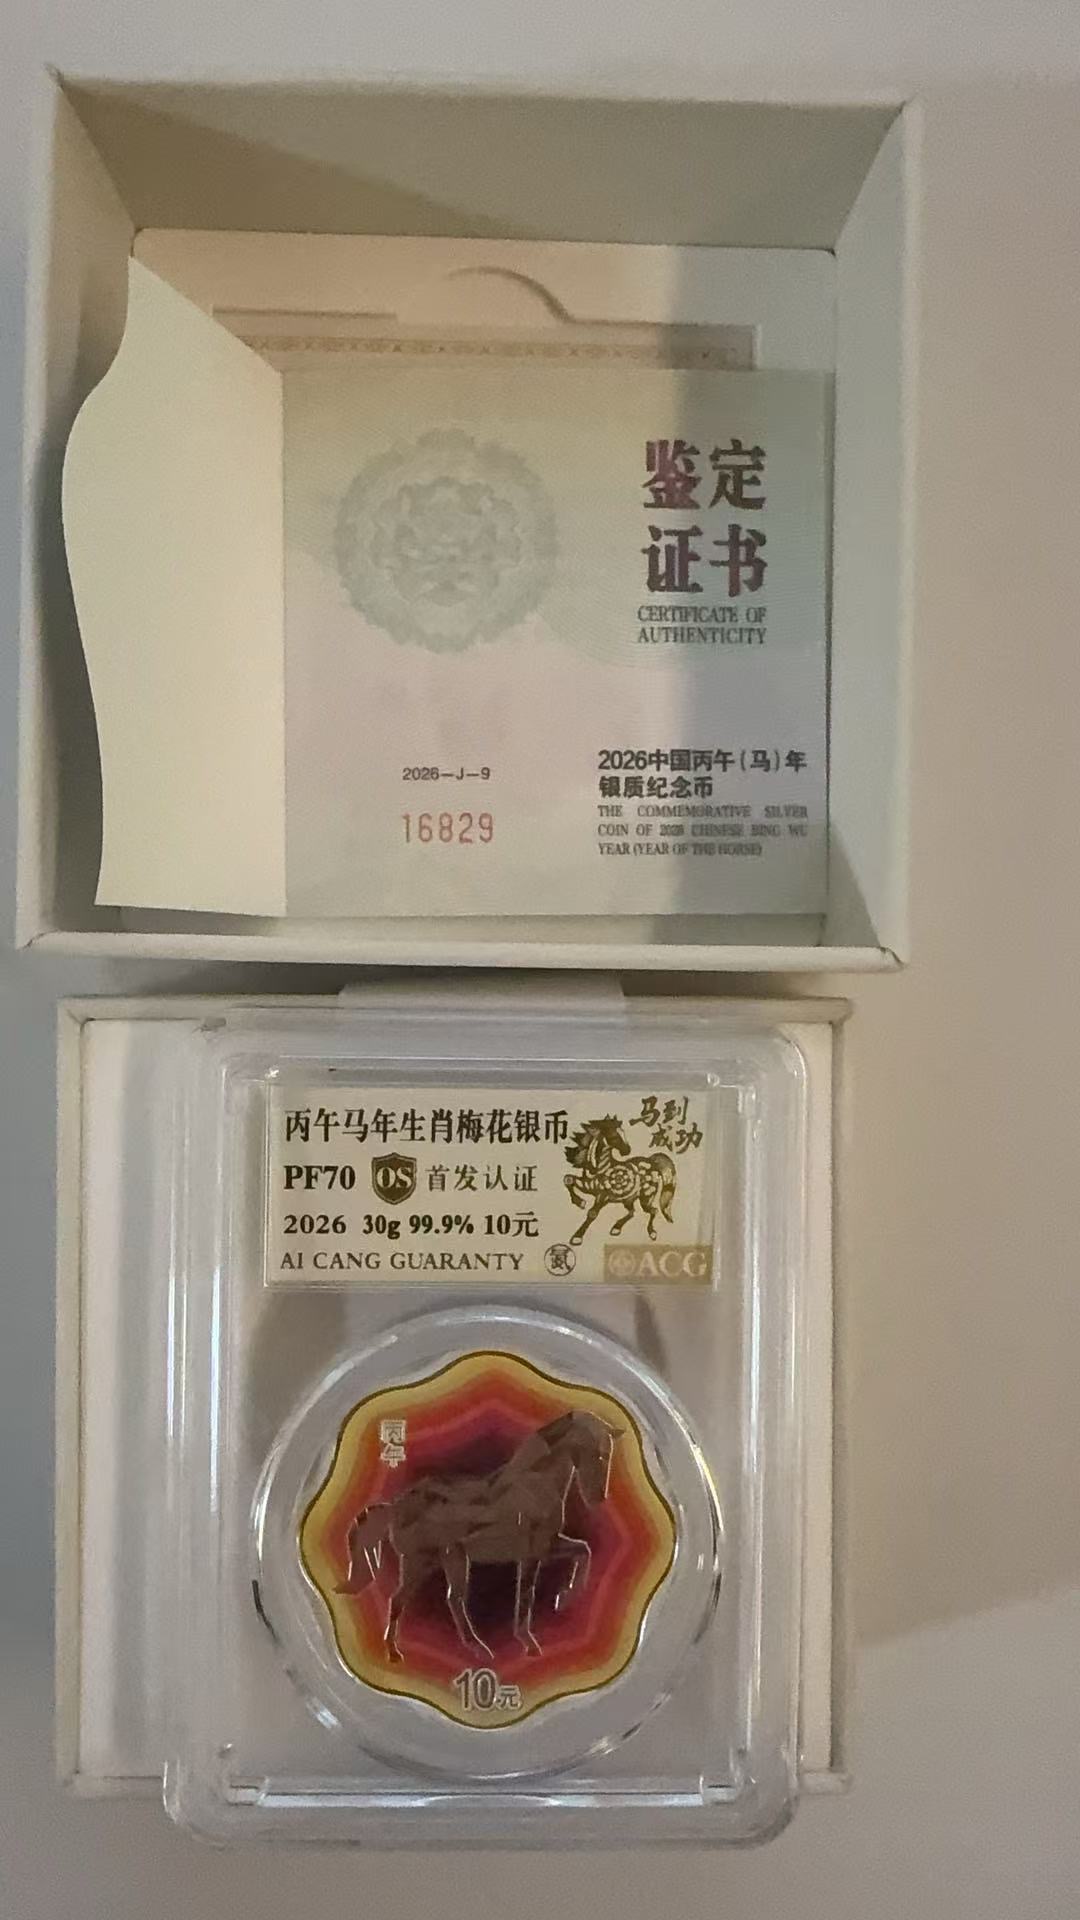 鉴定
证书
CERTIFICATE OF
AUTHENTICITY
2026中国丙午(马)年
银质纪念币
THE COMMEMORATIVE SILVER
COIN OF 2026 CHINESE BING WU
YEAR (YEAR OF THE HORSE)
2026-J-9
16829
丙午马年生肖梅花银币
马到
成功
PF70 OS 首发认证
2026 30g 99.9% 10元
AI CANG GUARANTY 氦 ACG
丙午
10元